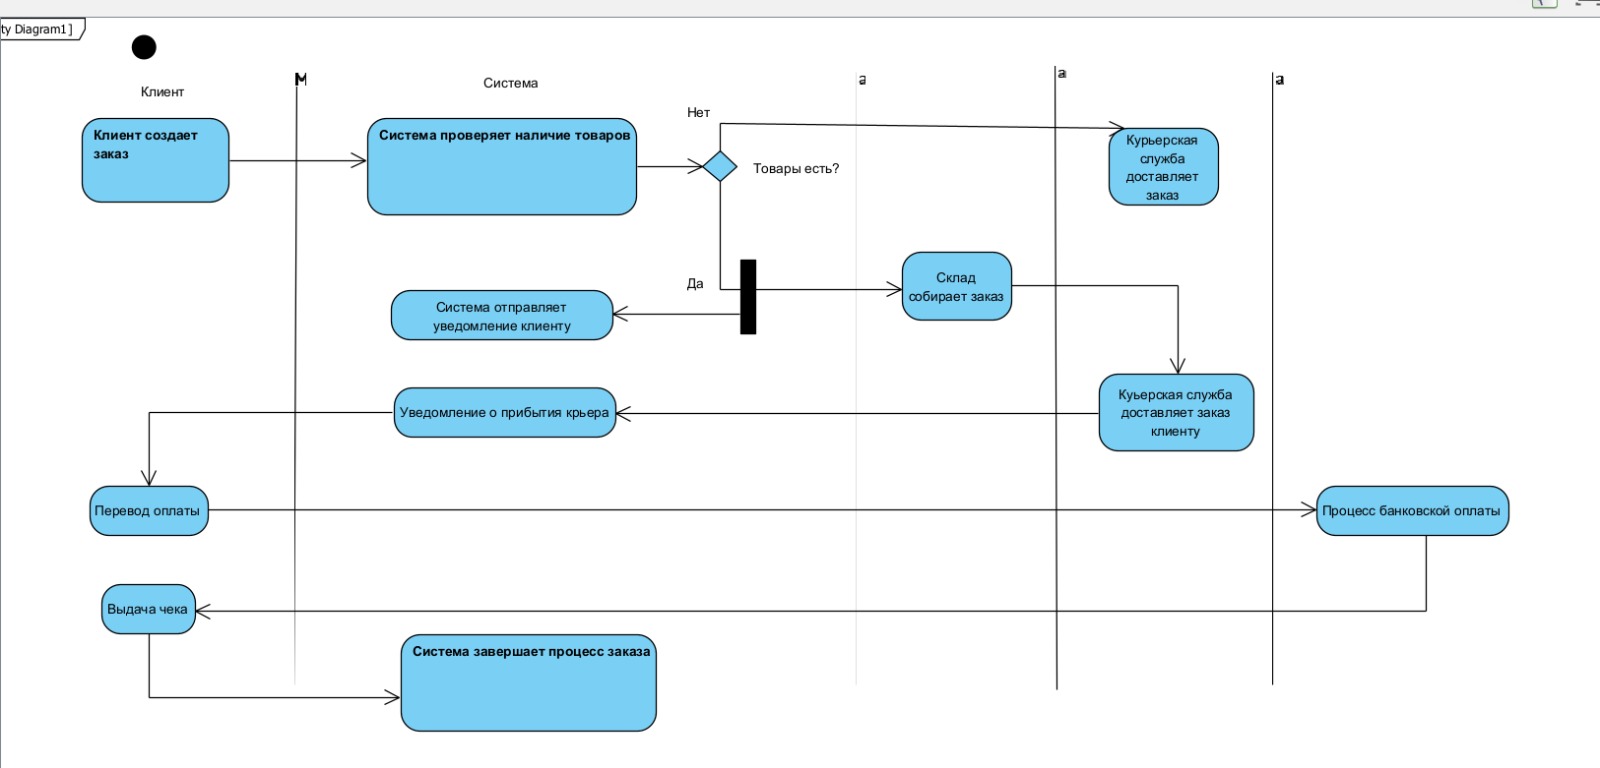 ty Diagram1]
Клиент
M
Система
a
a
a
Клиент создает
заказ
Система проверяет наличие товаров
Нет
Товары есть?
Курьерская
служба
доставляет
заказ
Да
Система отправляет
уведомление клиенту
Склад
собирает заказ
Уведомление о прибытия крьера
Куьерская служба
доставляет заказ
клиенту
Перевод оплаты
Процесс банковской оплаты
Выдача чека
Система завершает процесс заказа